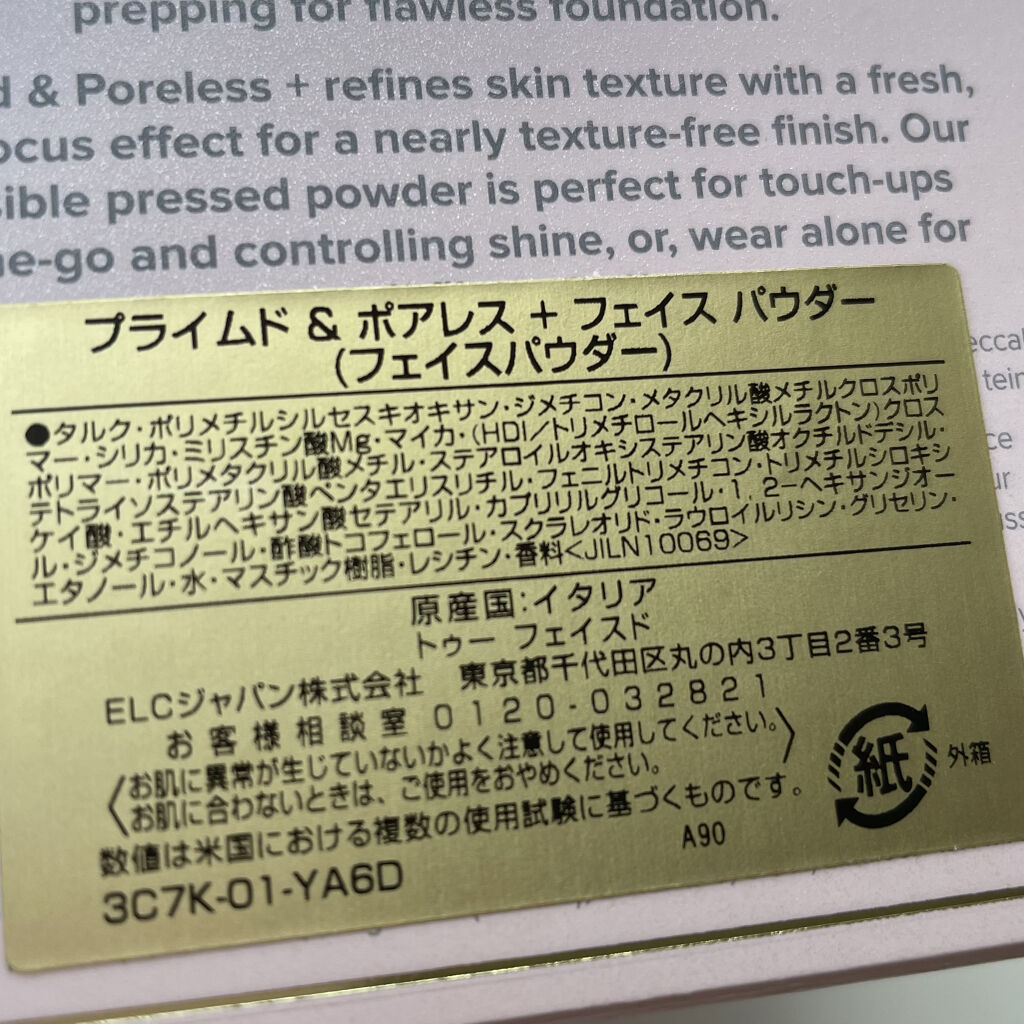 prepping for flawless foundation.
& Poreless + refines skin texture with a fresh,
effect for a nearly texture-free finish. Our
pressed powder is perfect for touch-ups
and controlling shine, or, wear alone for
プライムド & ポアレス + フェイス パウダー
(フェイスパウダー)
●タルク・ポリメチルシルセスキオキサン・ジメチコン・メタクリル酸メチルクロスポリ
マー・シリカ・ミリスチン酸Mg・マイカ・(HDI/トリメチロールヘキシルラクトン)クロス
ポリマー・ポリメタクリル酸メチル・ステアロイルオキシステアリン酸オクチルドデシル・
テトライソステアリン酸ペンタエリスリチル・フェニルトリメチコン・トリメチルシロキシ
ケイ酸・エチルヘキサン酸セテアリル・カプリリルグリコール・1, 2-ヘキサンジオー
ル・ジメチコノール・酢酸トコフェロール・スクラレオリド・ラウロイルリシン・グリセリン・
エタノール・水・マスチック樹脂・レシチン・香料<JILN10069>
原産国:イタリア
トゥー フェイスド
ELCジャパン株式会社 東京都千代田区丸の内3丁目2番3号
お客様相談室 0120-032821
お肌に異常が生じていないかよく注意して使用してください。
お肌に合わないときは、ご使用をおやめください。
数値は米国における複数の使用試験に基づくものです。
紙 外箱
A90
3C7K-01-YA6D